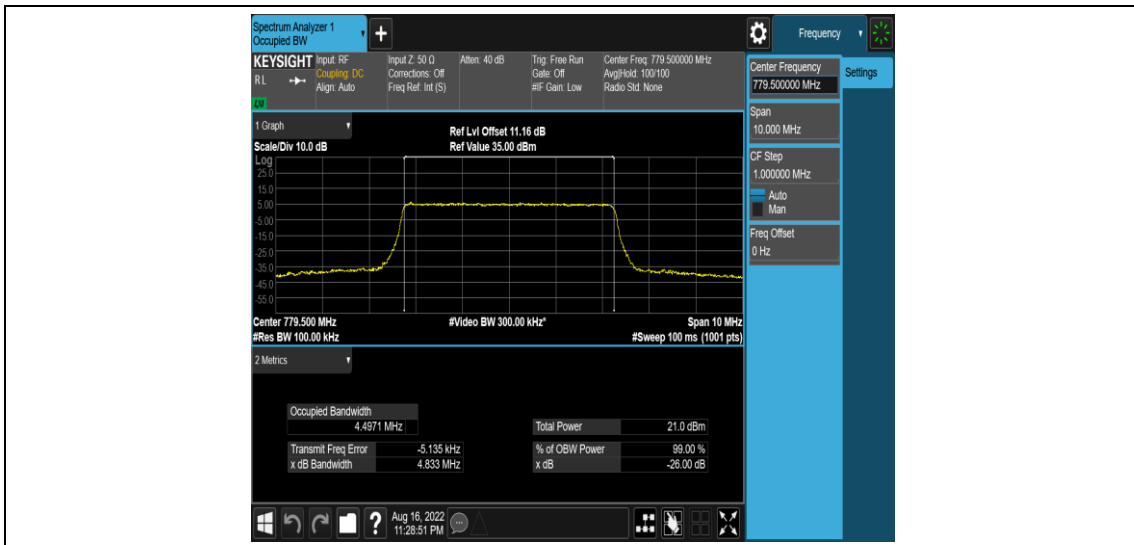 Spectrum Analyzer 1
Occupied BW
Frequency
KEYSIGHT Input: RF Input Z: 50 Ω Atten: 40 dB Trig: Free Run Center Freq: 779.500000 MHz
RL Coupling: DC Corrections: Off Gate: Off Avg|Hold: 100/100
Align: Auto Freq Ref: Int (S) #IF Gain: Low Radio Std: None
Center Frequency
779.500000 MHz
Settings
Span
10.000 MHz
CF Step
1.000000 MHz
Auto
Man
Freq Offset
0 Hz
1 Graph
Ref Lvl Offset 11.16 dB
Scale/Div 10.0 dB Ref Value 35.00 dBm
Log
25.0
15.0
5.00
-5.00
-15.0
-25.0
-35.0
-45.0
-55.0
Center 779.500 MHz #Video BW 300.00 kHz* Span 10 MHz
#Res BW 100.00 kHz #Sweep 100 ms (1001 pts)
2 Metrics
Occupied Bandwidth
4.4971 MHz Total Power 21.0 dBm
Transmit Freq Error -5.135 kHz % of OBW Power 99.00 %
x dB Bandwidth 4.833 MHz x dB -26.00 dB
?
Aug 16, 2022
11:28:51 PM